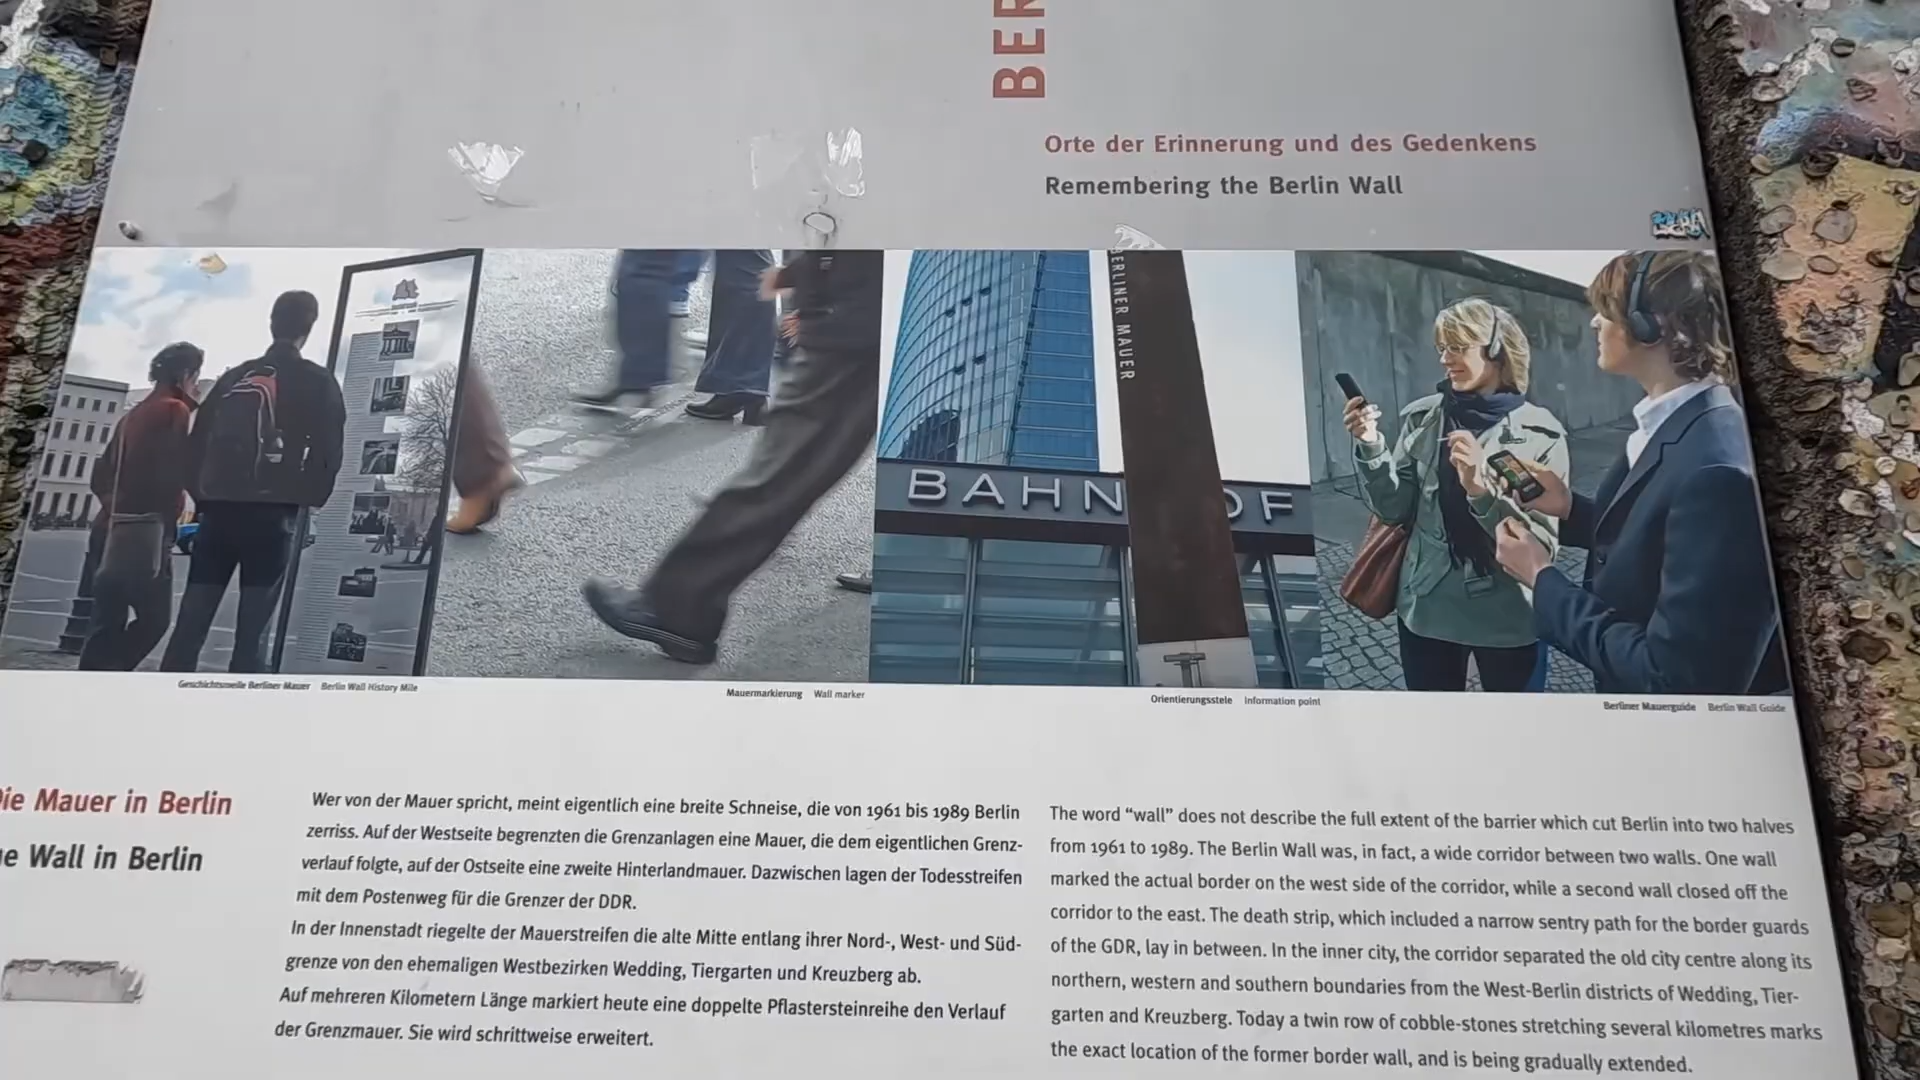 BER
Orte der Erinnerung und des Gedenkens
Remembering the Berlin Wall
BERLINER MAUER
BAHN OF
Geschichtsmeile Berliner Mauer Berlin Wall History Mile
Mauermarkierung Wall marker
Orientierungsstele Information point
Berliner Mauerguide Berlin Wall Guide
Die Mauer in Berlin
e Wall in Berlin
Wer von der Mauer spricht, meint eigentlich eine breite Schneise, die von 1961 bis 1989 Berlin
zerriss. Auf der Westseite begrenzten die Grenzanlagen eine Mauer, die dem eigentlichen Grenz-
verlauf folgte, auf der Ostseite eine zweite Hinterlandmauer. Dazwischen lagen der Todesstreifen
mit dem Postenweg für die Grenzer der DDR.
In der Innenstadt riegelte der Mauerstreifen die alte Mitte entlang ihrer Nord-, West- und Süd-
grenze von den ehemaligen Westbezirken Wedding, Tiergarten und Kreuzberg ab.
Auf mehreren Kilometern Länge markiert heute eine doppelte Pflastersteinreihe den Verlauf
der Grenzmauer. Sie wird schrittweise erweitert.
The word “wall” does not describe the full extent of the barrier which cut Berlin into two halves
from 1961 to 1989. The Berlin Wall was, in fact, a wide corridor between two walls. One wall
marked the actual border on the west side of the corridor, while a second wall closed off the
corridor to the east. The death strip, which included a narrow sentry path for the border guards
of the GDR, lay in between. In the inner city, the corridor separated the old city centre along its
northern, western and southern boundaries from the West-Berlin districts of Wedding, Tier-
garten and Kreuzberg. Today a twin row of cobble-stones stretching several kilometres marks
the exact location of the former border wall, and is being gradually extended.